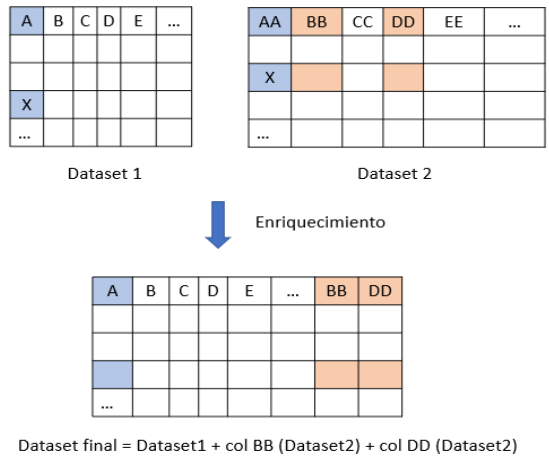 A B C D E ...
X
...
Dataset 1
AA BB CC DD EE ...
X
...
Dataset 2
Enriquecimiento
A B C D E ... BB DD
...
Dataset final = Dataset1 + col BB (Dataset2) + col DD (Dataset2)